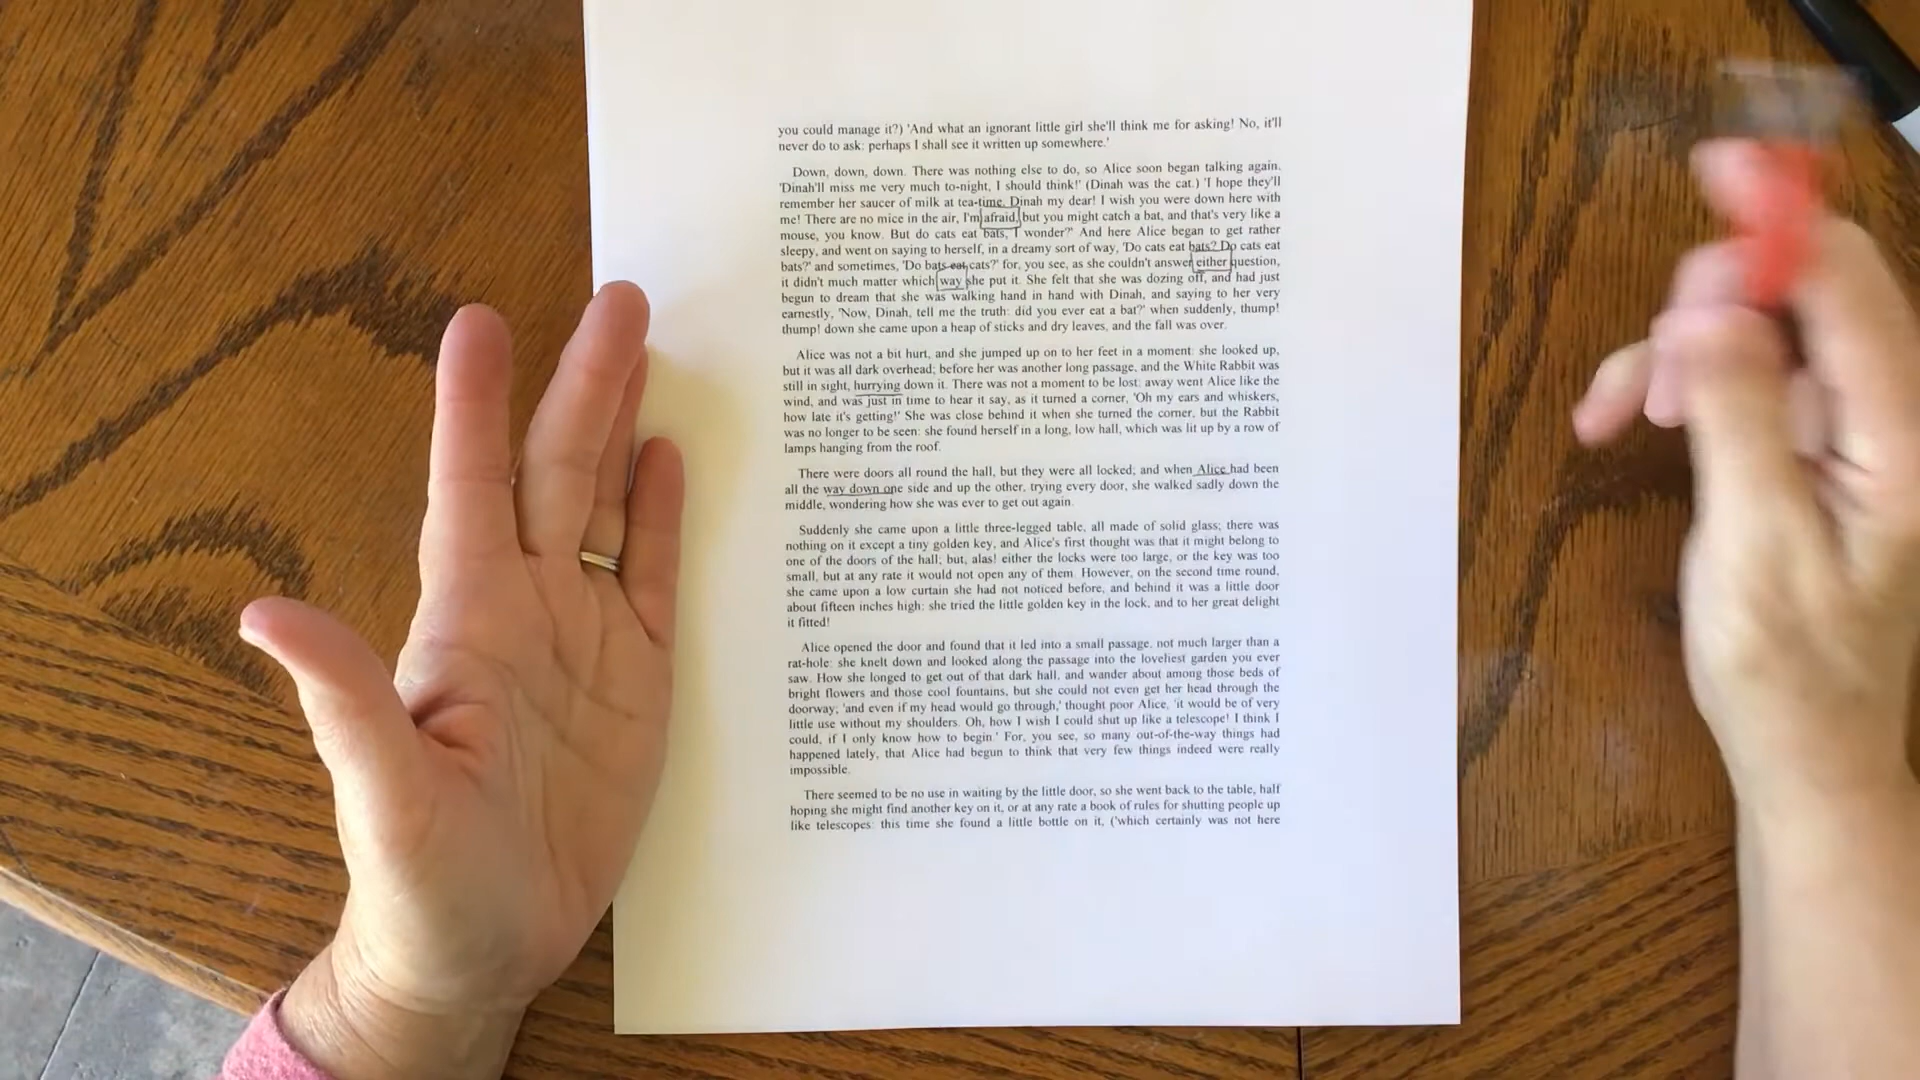 you could manage it?) 'And what an ignorant little girl she'll think me for asking! No, it'll
never do to ask: perhaps I shall see it written up somewhere.'
Down, down, down. There was nothing else to do, so Alice soon began talking again.
'Dinah'll miss me very much to-night, I should think!' (Dinah was the cat.) 'I hope they'll
remember her saucer of milk at tea-time. Dinah my dear! I wish you were down here with
me! There are no mice in the air, I'm afraid, but you might catch a bat, and that's very like a
mouse, you know. But do cats eat bats, I wonder?' And here Alice began to get rather
sleepy, and went on saying to herself, in a dreamy sort of way, 'Do cats eat bats? Do cats eat
bats?' and sometimes, 'Do bats eat cats?' for, you see, as she couldn't answer either question,
it didn't much matter which way she put it. She felt that she was dozing off, and had just
begun to dream that she was walking hand in hand with Dinah, and saying to her very
earnestly, 'Now, Dinah, tell me the truth: did you ever eat a bat?' when suddenly, thump!
thump! down she came upon a heap of sticks and dry leaves, and the fall was over.
Alice was not a bit hurt, and she jumped up on to her feet in a moment: she looked up,
but it was all dark overhead; before her was another long passage, and the White Rabbit was
still in sight, hurrying down it. There was not a moment to be lost: away went Alice like the
wind, and was just in time to hear it say, as it turned a corner, 'Oh my ears and whiskers,
how late it's getting!' She was close behind it when she turned the corner, but the Rabbit
was no longer to be seen: she found herself in a long, low hall, which was lit up by a row of
lamps hanging from the roof.
There were doors all round the hall, but they were all locked; and when Alice had been
all the way down one side and up the other, trying every door, she walked sadly down the
middle, wondering how she was ever to get out again.
Suddenly she came upon a little three-legged table, all made of solid glass; there was
nothing on it except a tiny golden key, and Alice's first thought was that it might belong to
one of the doors of the hall; but, alas! either the locks were too large, or the key was too
small, but at any rate it would not open any of them. However, on the second time round,
she came upon a low curtain she had not noticed before, and behind it was a little door
about fifteen inches high: she tried the little golden key in the lock, and to her great delight
it fitted!
Alice opened the door and found that it led into a small passage, not much larger than a
rat-hole: she knelt down and looked along the passage into the loveliest garden you ever
saw. How she longed to get out of that dark hall, and wander about among those beds of
bright flowers and those cool fountains, but she could not even get her head through the
doorway; 'and even if my head would go through,' thought poor Alice, 'it would be of very
little use without my shoulders. Oh, how I wish I could shut up like a telescope! I think I
could, if I only know how to begin.' For, you see, so many out-of-the-way things had
happened lately, that Alice had begun to think that very few things indeed were really
impossible.
There seemed to be no use in waiting by the little door, so she went back to the table, half
hoping she might find another key on it, or at any rate a book of rules for shutting people up
like telescopes: this time she found a little bottle on it, ('which certainly was not here